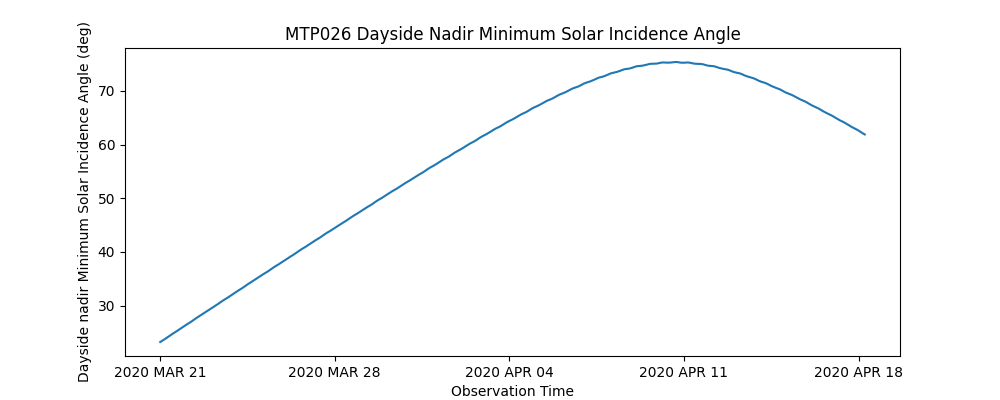 MTP026 Dayside Nadir Minimum Solar Incidence Angle
Dayside nadir Minimum Solar Incidence Angle (deg)
70
60
50
40
30
2020 MAR 21
2020 MAR 28
2020 APR 04
2020 APR 11
2020 APR 18
Observation Time